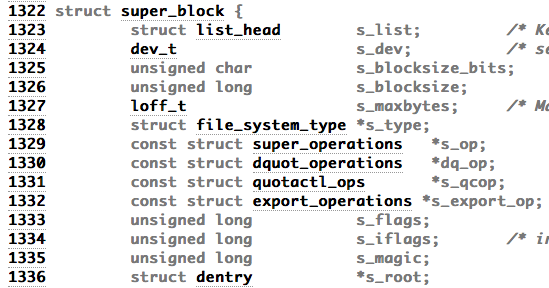 1322 struct super_block {
1323 struct list_head s_list; /* Ke
1324 dev_t s_dev; /* se
1325 unsigned char s_blocksize_bits;
1326 unsigned long s_blocksize;
1327 loff_t s_maxbytes; /* Ma
1328 struct file_system_type *s_type;
1329 const struct super_operations *s_op;
1330 const struct dquot_operations *dq_op;
1331 const struct quotactl_ops *s_qcop;
1332 const struct export_operations *s_export_op;
1333 unsigned long s_flags;
1334 unsigned long s_iflags; /* in
1335 unsigned long s_magic;
1336 struct dentry *s_root;